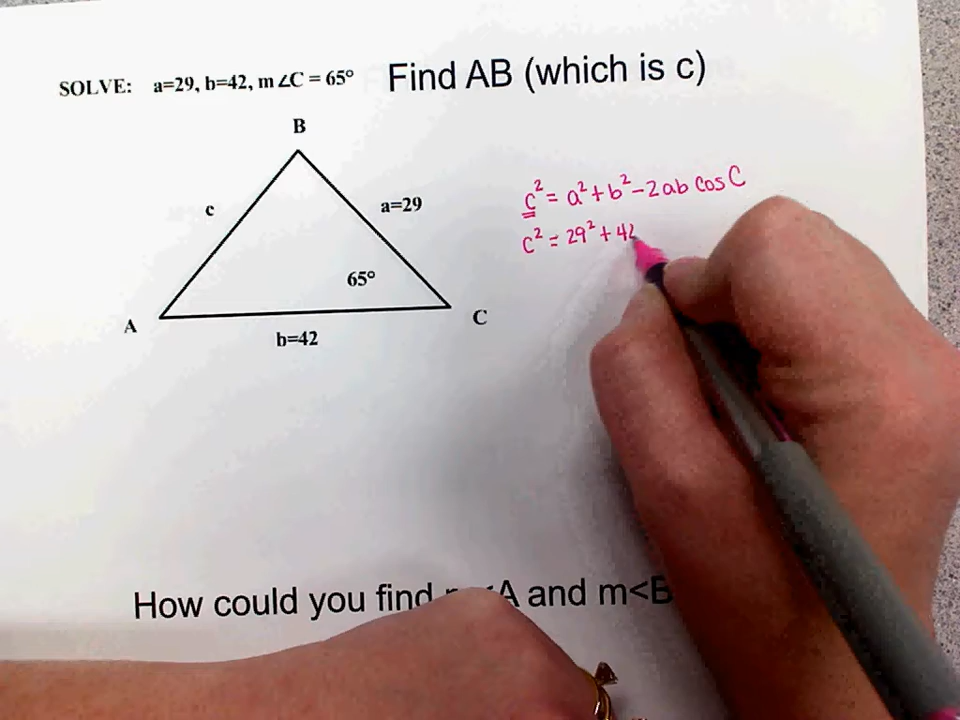 SOLVE: a=29, b=42, m∠C = 65° Find AB (which is c)
B
c² = a² + b² - 2ab cos C
c a=29
c² = 29² + 42
65°
A C
b=42
How could you find <A and m<B